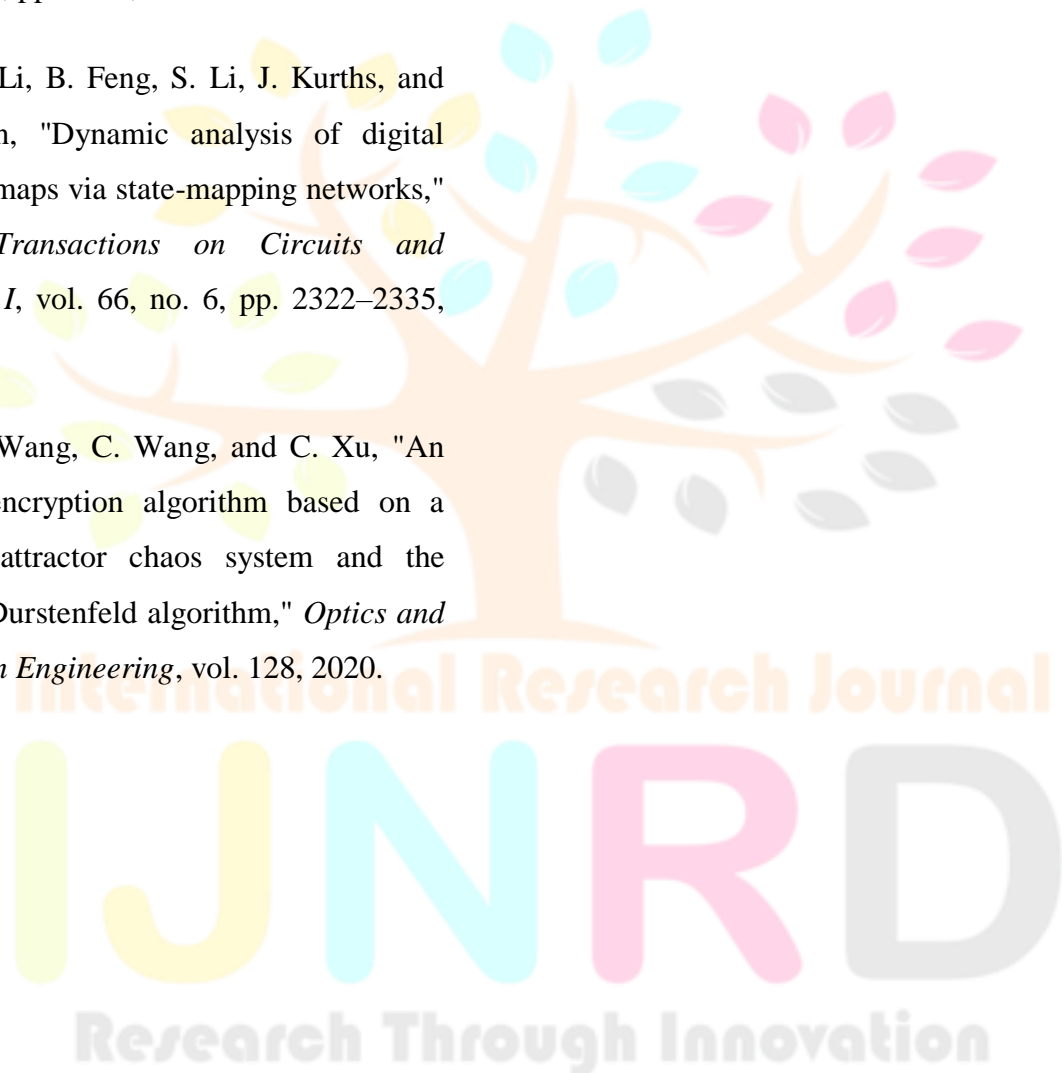 Li, B. Feng, S. Li, J. Kurths, and
"Dynamic analysis of digital
maps via state-mapping networks,"
Transactions on Circuits and
I, vol. 66, no. 6, pp. 2322–2335,
Wang, C. Wang, and C. Xu, "An
encryption algorithm based on a
attractor chaos system and the
Durstenfeld algorithm," Optics and
Engineering, vol. 128, 2020.
International Research Journal
IJNRD
Research Through Innovation